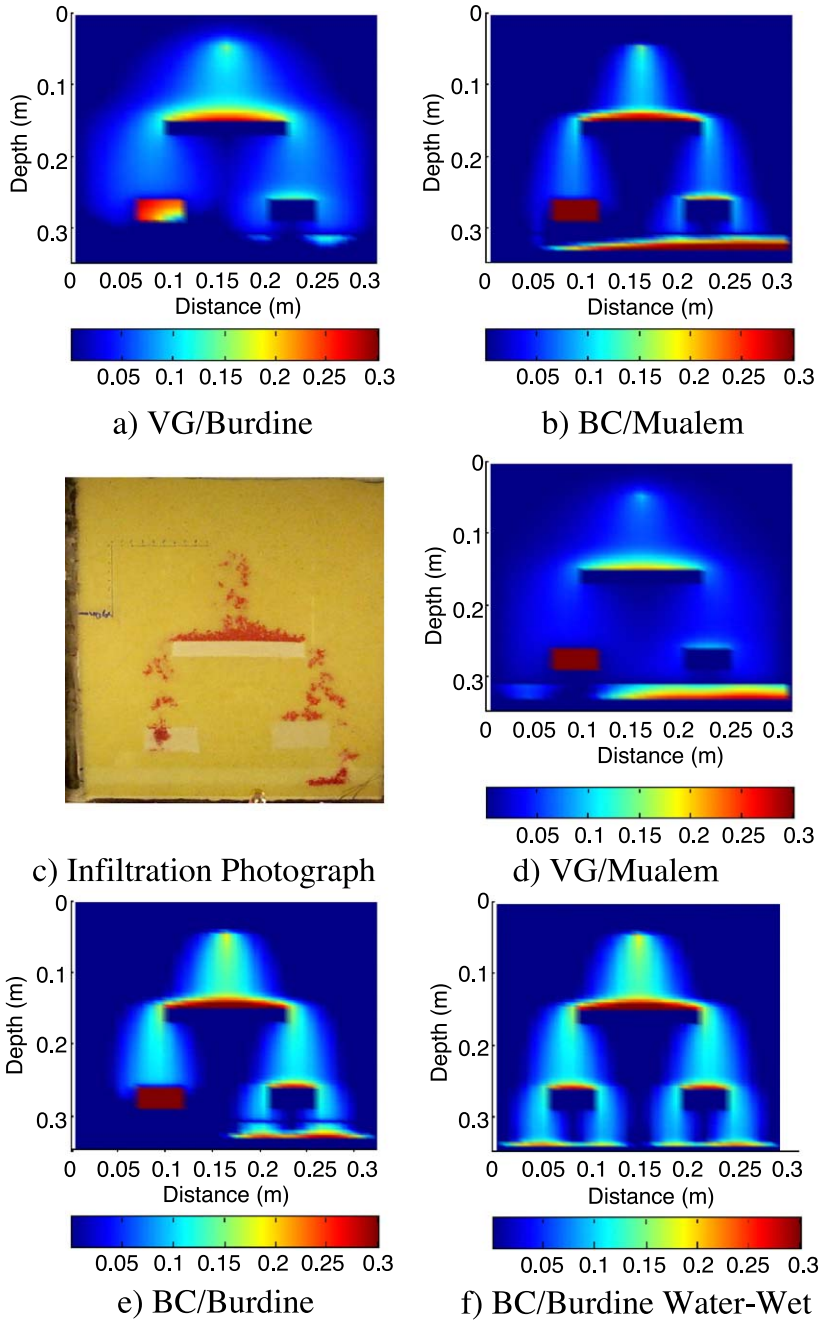 0
0.1
0.2
0.3
Depth (m)
0 0.05 0.1 0.15 0.2 0.25 0.3
Distance (m)
0.05 0.1 0.15 0.2 0.25 0.3
a) VG/Burdine
0
0.1
0.2
0.3
Depth (m)
0 0.05 0.1 0.15 0.2 0.25 0.3
Distance (m)
0.05 0.1 0.15 0.2 0.25 0.3
b) BC/Mualem
c) Infiltration Photograph
0
0.1
0.2
0.3
Depth (m)
0 0.05 0.1 0.15 0.2 0.25 0.3
Distance (m)
0.05 0.1 0.15 0.2 0.25 0.3
d) VG/Mualem
0
0.1
0.2
0.3
Depth (m)
0 0.05 0.1 0.15 0.2 0.25 0.3
Distance (m)
0.05 0.1 0.15 0.2 0.25 0.3
e) BC/Burdine
0
0.1
0.2
0.3
Depth (m)
0 0.05 0.1 0.15 0.2 0.25 0.3
Distance (m)
0.05 0.1 0.15 0.2 0.25 0.3
f) BC/Burdine Water-Wet